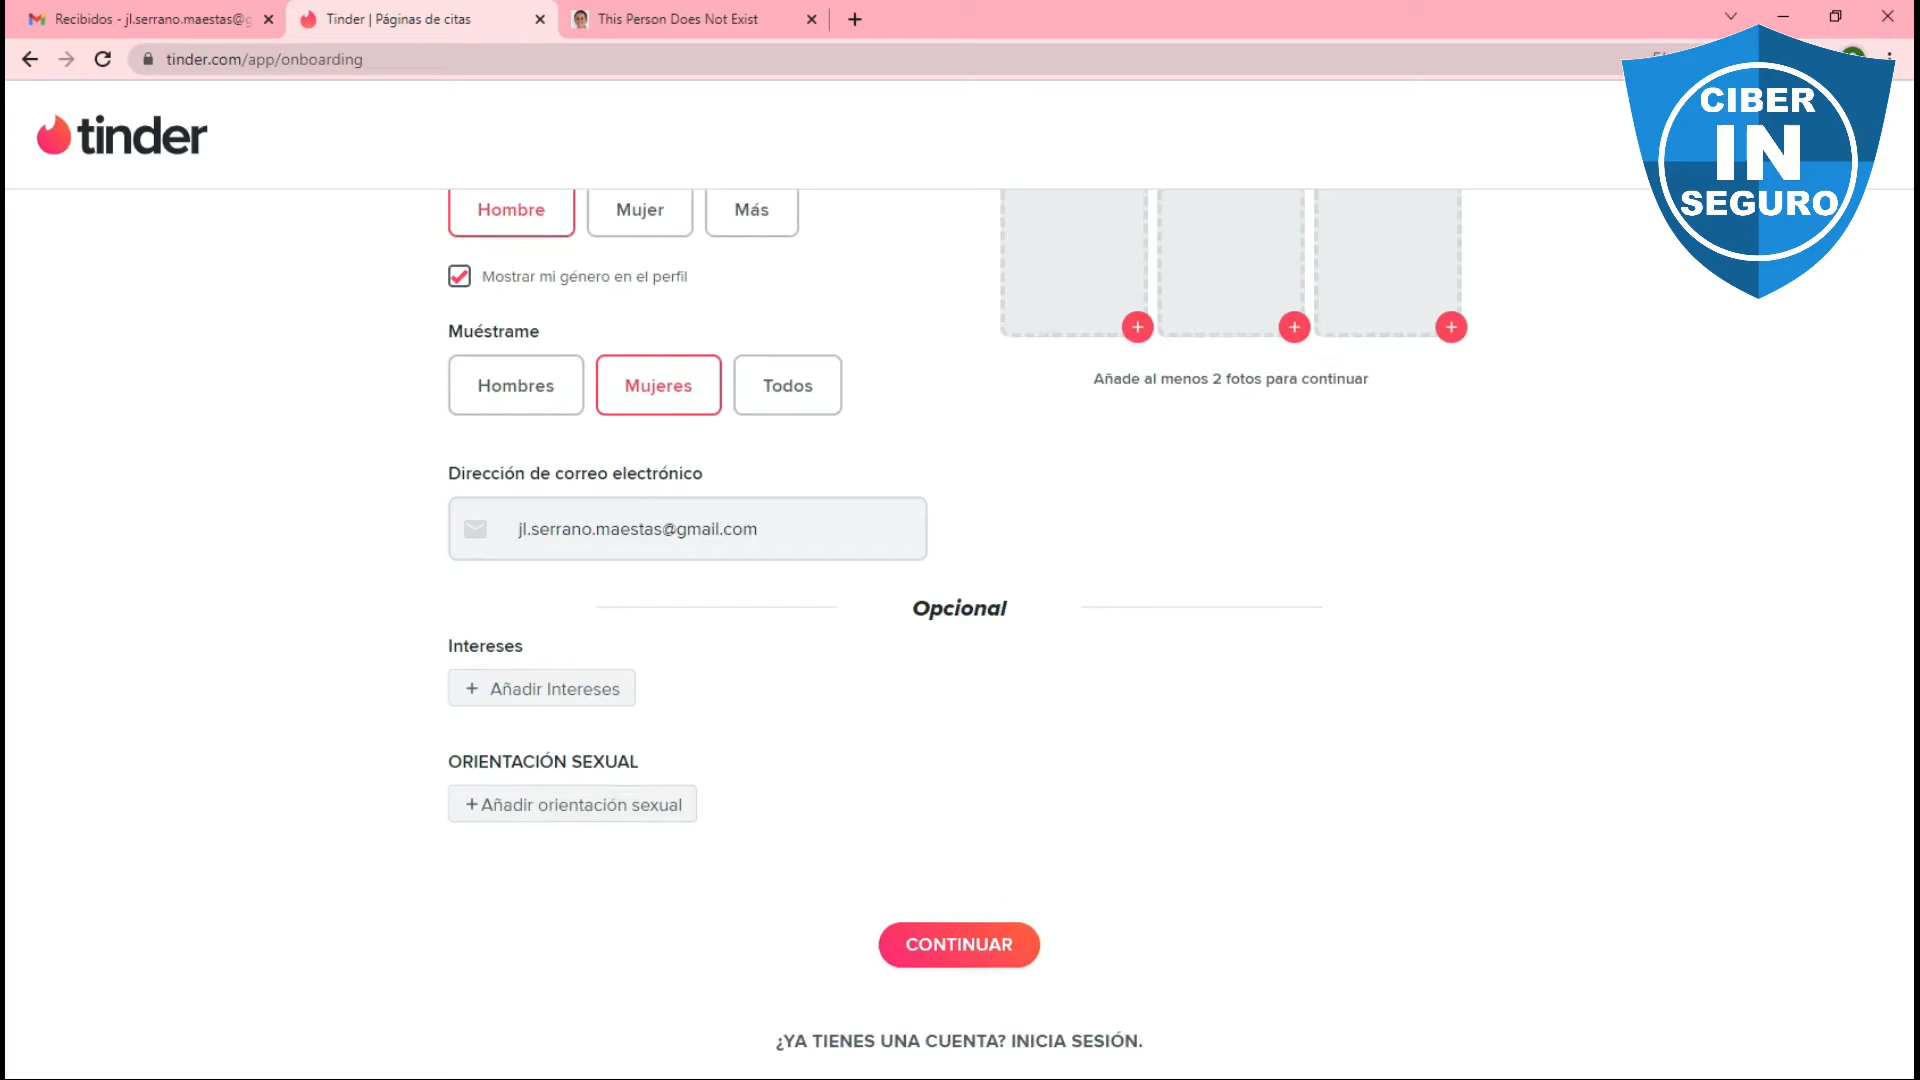 Recibidos - jl.serrano.maestas@g
Tinder | Páginas de citas
This Person Does Not Exist
tinder.com/app/onboarding
CIBER
IN
SEGURO
tinder
Hombre
Mujer
Más
Mostrar mi género en el perfil
Muéstrame
Hombres
Mujeres
Todos
Añade al menos 2 fotos para continuar
Dirección de correo electrónico
jl.serrano.maestas@gmail.com
Opcional
Intereses
+ Añadir Intereses
ORIENTACIÓN SEXUAL
+Añadir orientación sexual
CONTINUAR
¿YA TIENES UNA CUENTA? INICIA SESIÓN.